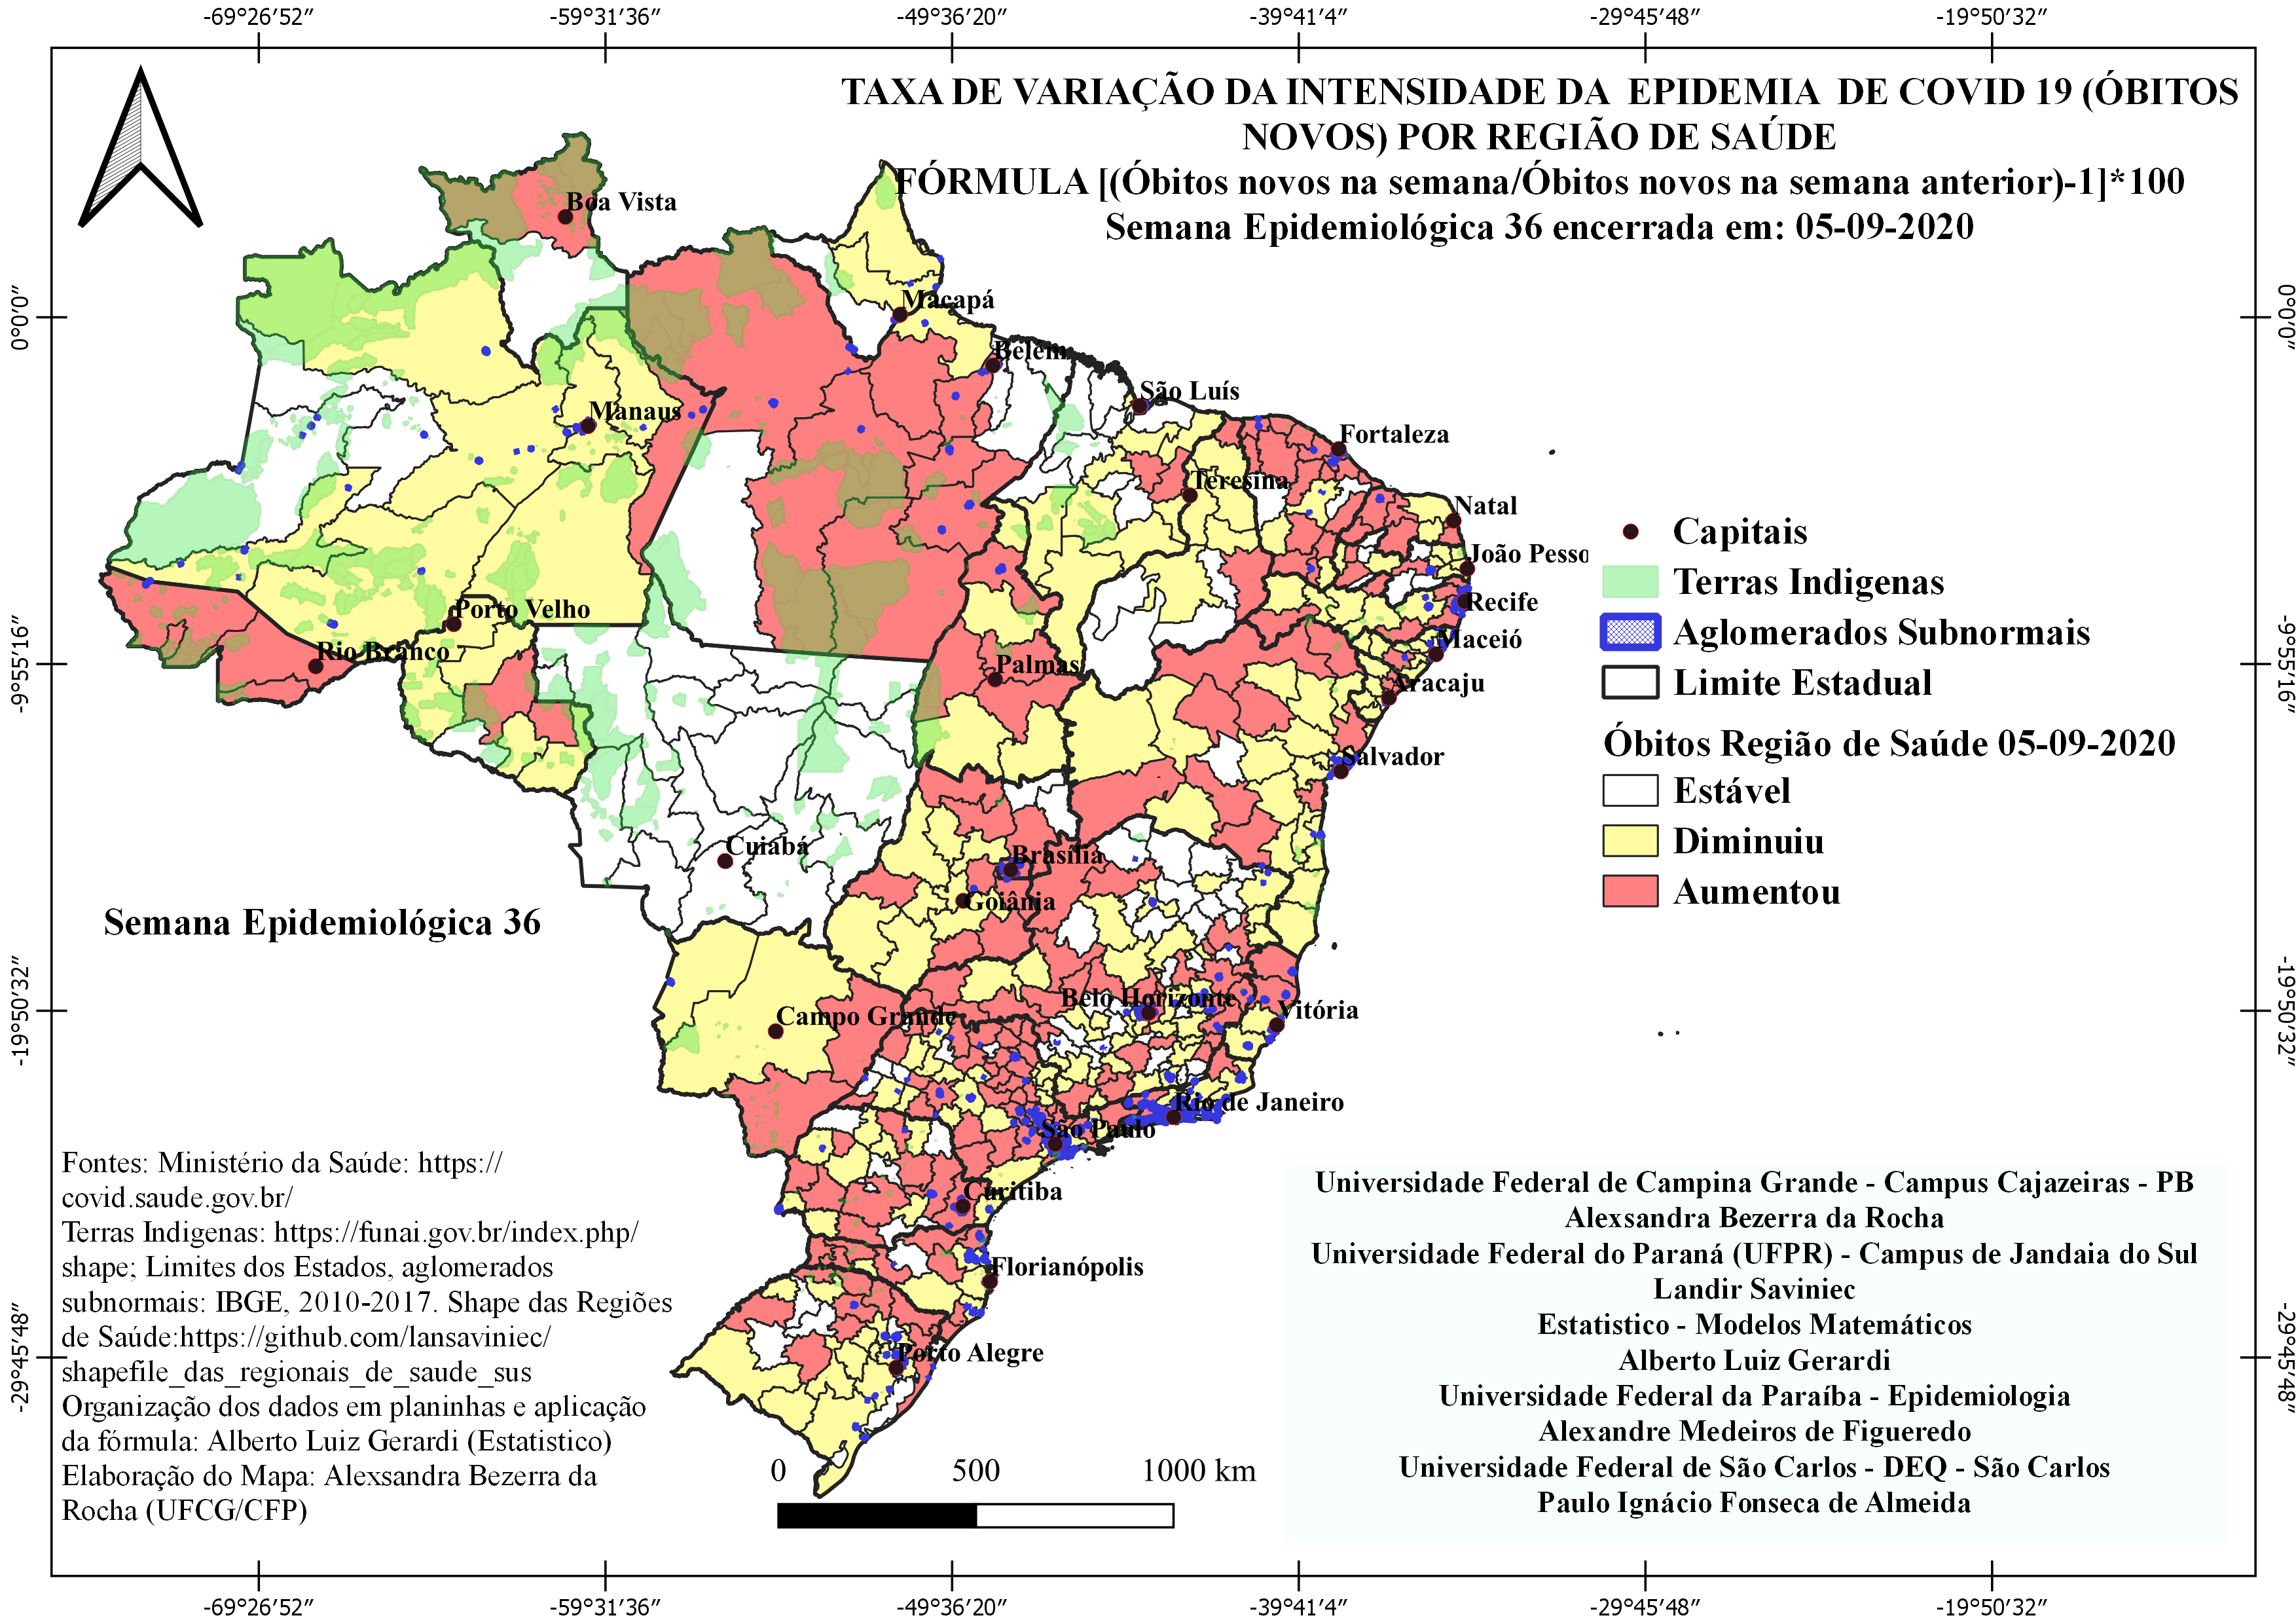 -69°26′52″ -59°31′36″ -49°36′20″ -39°41′4″ -29°45′48″ -19°50′32″
TAXA DE VARIAÇÃO DA INTENSIDADE DA EPIDEMIA DE COVID 19 (ÓBITOS
NOVOS) POR REGIÃO DE SAÚDE
FÓRMULA [(Óbitos novos na semana/Óbitos novos na semana anterior)-1]*100
Semana Epidemiológica 36 encerrada em: 05-09-2020
0°0′0″
-9°55′16″
-19°50′32″
-29°45′48″
0°0′0″
-9°55′16″
-19°50′32″
-29°45′48″
Boa Vista
Macapá
Belém
São Luís
Manaus
Fortaleza
Teresina
Natal
João Pesso
Recife
Porto Velho
Maceió
Rio Branco
Palmas
Aracaju
Salvador
Cuiabá
Brasília
Goiânia
Belo Horizonte
Vitória
Campo Grande
Rio de Janeiro
São Paulo
Curitiba
Florianópolis
Porto Alegre
Capitais
Terras Indigenas
Aglomerados Subnormais
Limite Estadual
Óbitos Região de Saúde 05-09-2020
Estável
Diminuiu
Aumentou
Semana Epidemiológica 36
Fontes: Ministério da Saúde: https://
covid.saude.gov.br/
Terras Indigenas: https://funai.gov.br/index.php/
shape; Limites dos Estados, aglomerados
subnormais: IBGE, 2010-2017. Shape das Regiões
de Saúde:https://github.com/lansaviniec/
shapefile_das_regionais_de_saude_sus
Organização dos dados em planinhas e aplicação
da fórmula: Alberto Luiz Gerardi (Estatistico)
Elaboração do Mapa: Alexsandra Bezerra da
Rocha (UFCG/CFP)
0 500 1000 km
Universidade Federal de Campina Grande - Campus Cajazeiras - PB
Alexsandra Bezerra da Rocha
Universidade Federal do Paraná (UFPR) - Campus de Jandaia do Sul
Landir Saviniec
Estatistico - Modelos Matemáticos
Alberto Luiz Gerardi
Universidade Federal da Paraíba - Epidemiologia
Alexandre Medeiros de Figueredo
Universidade Federal de São Carlos - DEQ - São Carlos
Paulo Ignácio Fonseca de Almeida
-69°26′52″ -59°31′36″ -49°36′20″ -39°41′4″ -29°45′48″ -19°50′32″